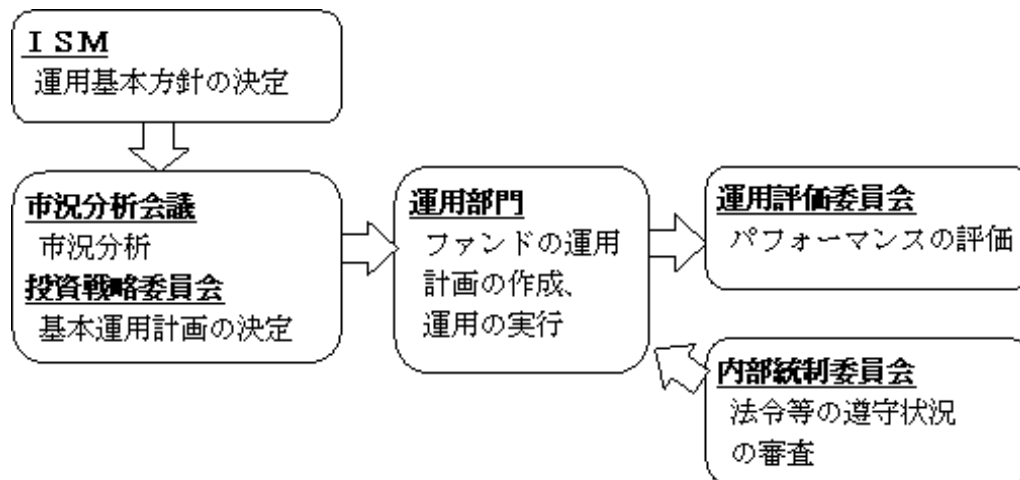 ＩＳＭ
運用基本方針の決定
市況分析会議
市況分析
投資戦略委員会
基本運用計画の決定
運用部門
ファンドの運用
計画の作成、
運用の実行
運用評価委員会
パフォーマンスの評価
内部統制委員会
法令等の遵守状況
の審査